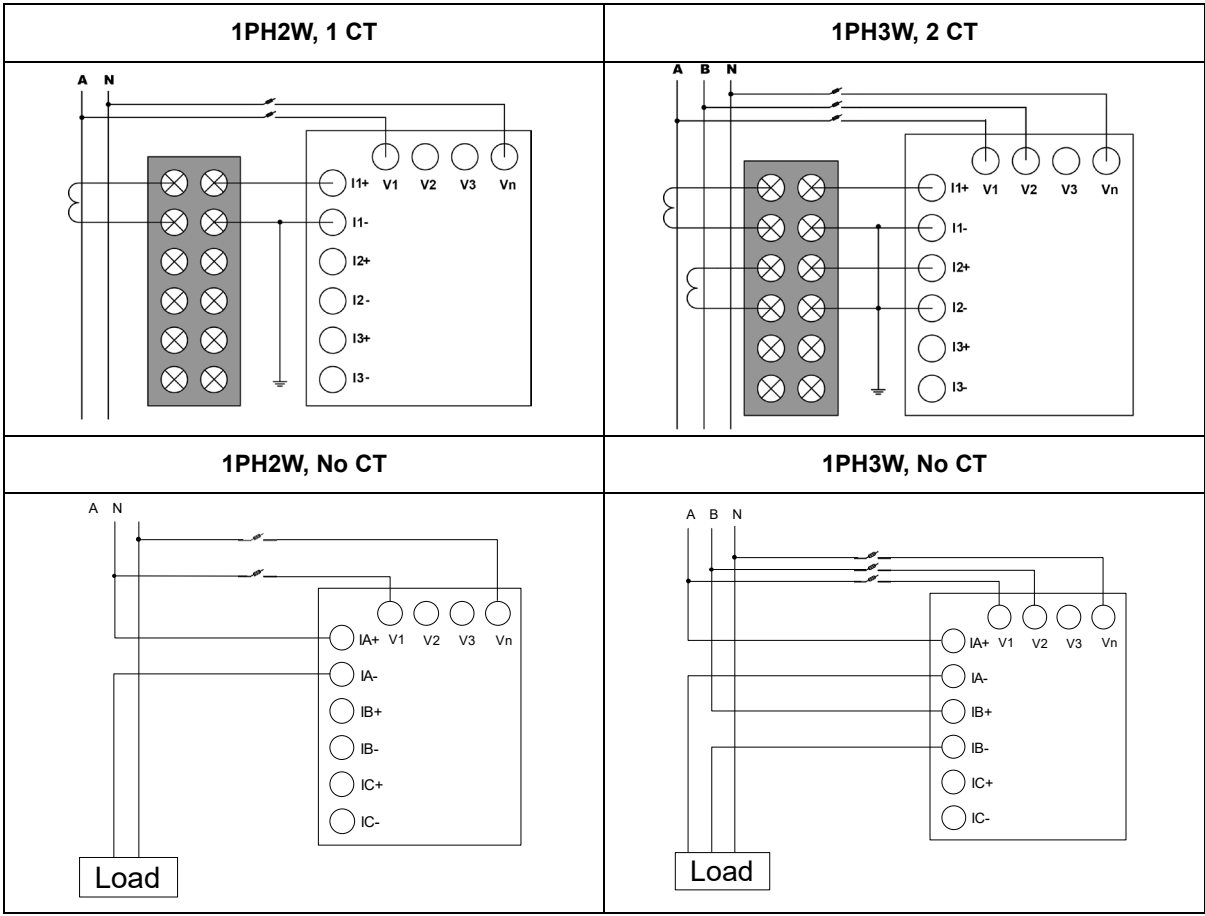 1PH2W, 1 CT
1PH3W, 2 CT
A N
V1 V2 V3 Vn
I1+
I1-
I2+
I2-
I3+
I3-
A B N
V1 V2 V3 Vn
I1+
I1-
I2+
I2-
I3+
I3-
1PH2W, No CT
1PH3W, No CT
A N
V1 V2 V3 Vn
IA+
IA-
IB+
IB-
IC+
IC-
Load
A B N
V1 V2 V3 Vn
IA+
IA-
IB+
IB-
IC+
IC-
Load